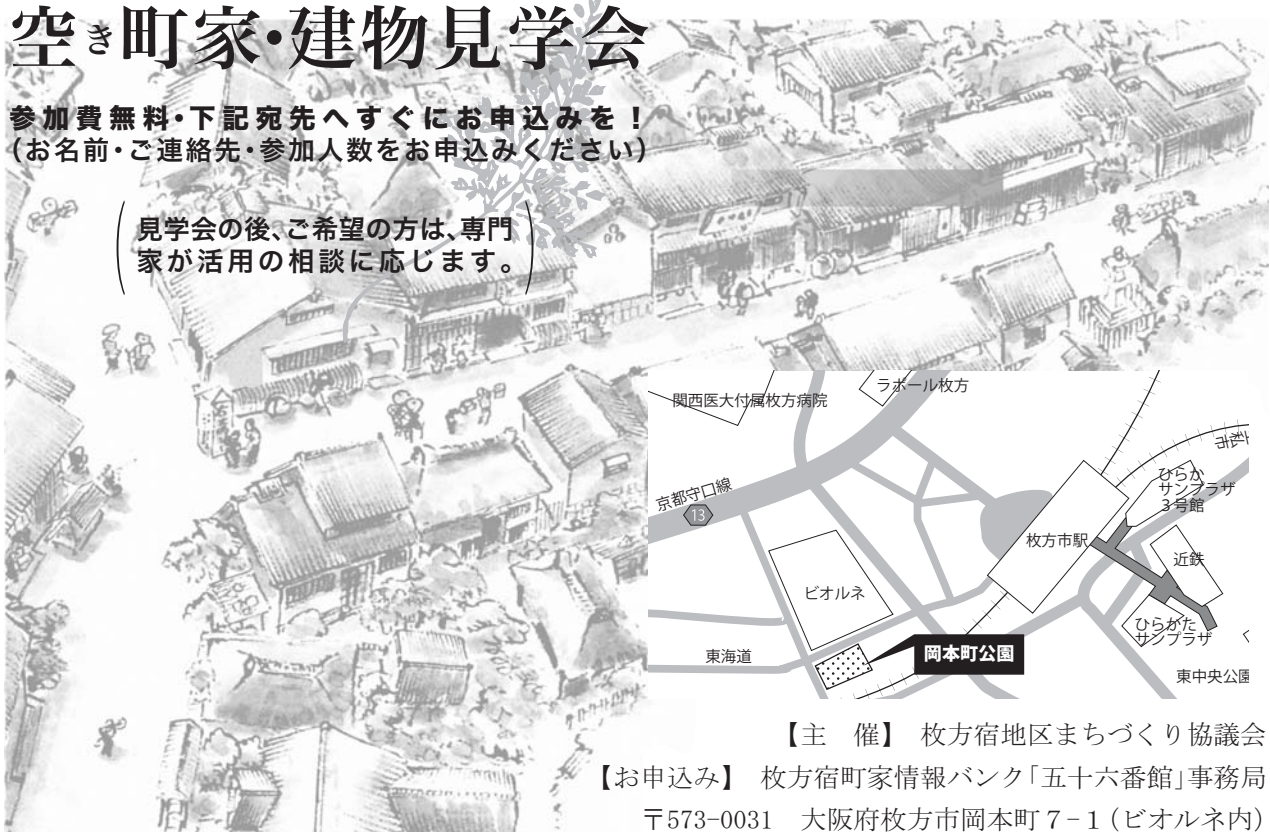 空き町家・建物見学会
参加費無料・下記宛先へすぐにお申込みを！
（お名前・ご連絡先・参加人数をお申込みください）
見学会の後、ご希望の方は、専門
家が活用の相談に応じます。
関西医大付属枚方病院
ラポール枚方
京都守口線
13
私市
ひらか
サンプラザ
３号館
枚方市駅
近鉄
ビオルネ
ひらかた
サンプラザ
東海道
岡本町公園
東中央公園
【主　催】 枚方宿地区まちづくり協議会
【お申込み】 枚方宿町家情報バンク「五十六番館」事務局
〒573-0031　大阪府枚方市岡本町７-１（ビオルネ内）